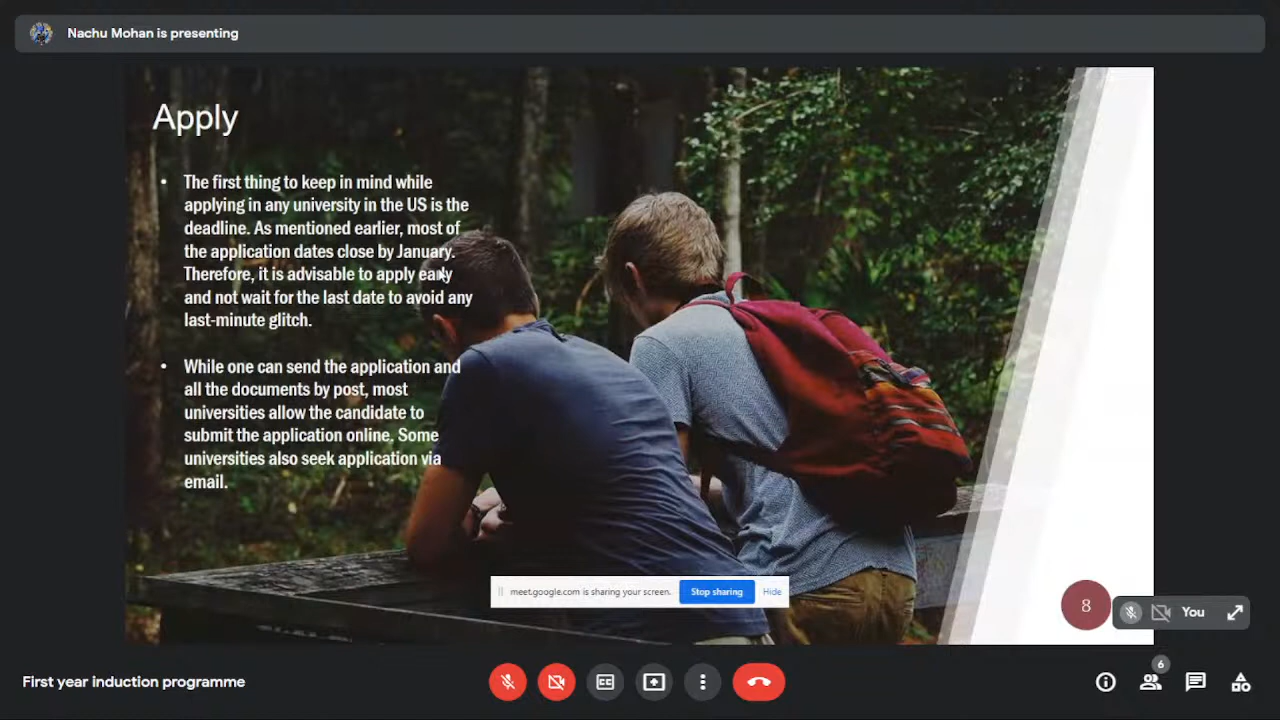 Nachu Mohan is presenting
Apply
• The first thing to keep in mind while
applying in any university in the US is the
deadline. As mentioned earlier, most of
the application dates close by January.
Therefore, it is advisable to apply early
and not wait for the last date to avoid any
last-minute glitch.
• While one can send the application and
all the documents by post, most
universities allow the candidate to
submit the application online. Some
universities also seek application via
email.
meet.google.com is sharing your screen.
Stop sharing
Hide
8
You
First year induction programme
CC
6